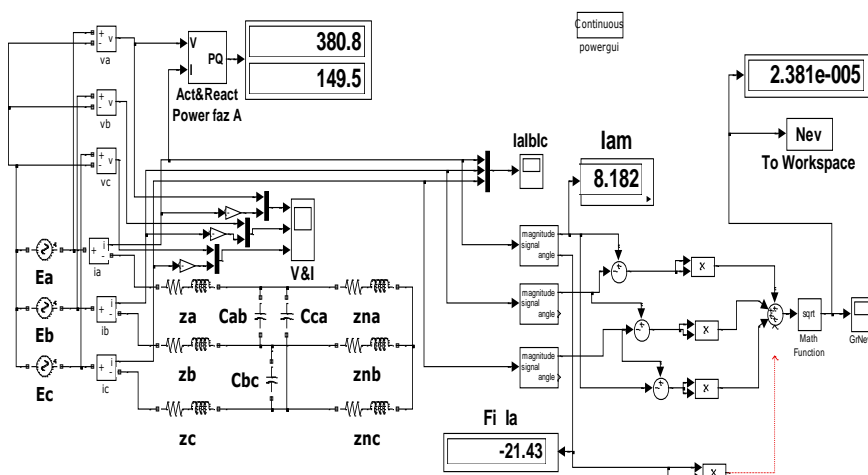 Continuous
powergui
+
-
v
va
V
I
PQ
Act&React
Power faz A
380.8
149.5
2.381e-005
+
-
v
vb
Nev
To Workspace
+
-
v
vc
IaIbIc
Iam
8.182
V&I
magnitude
signal
angle
Ea
+
-
i
ia
za
Cab
Cca
zna
magnitude
signal
angle
x
Eb
+
-
i
ib
zb
Cbc
znb
x
sqrt
Math
Function
GrNe
magnitude
signal
angle
x
Ec
+
-
i
ic
zc
znc
Fi Ia
-21.43
x